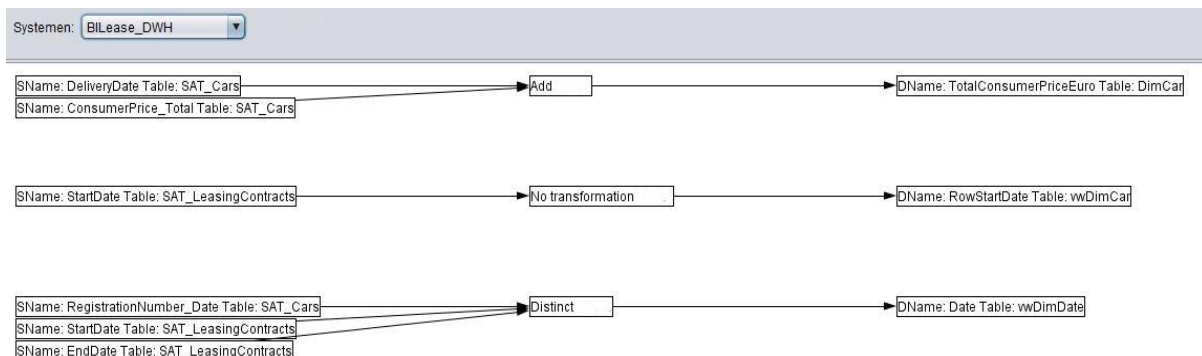 Systemen: BILease_DWH
SName: DeliveryDate Table: SAT_Cars Add DName: TotalConsumerPriceEuro Table: DimCar
SName: ConsumerPrice_Total Table: SAT_Cars
SName: StartDate Table: SAT_LeasingContracts No transformation DName: RowStartDate Table: vwDimCar
SName: RegistrationNumber_Date Table: SAT_Cars Distinct DName: Date Table: vwDimDate
SName: StartDate Table: SAT_LeasingContracts
SName: EndDate Table: SAT_LeasingContracts